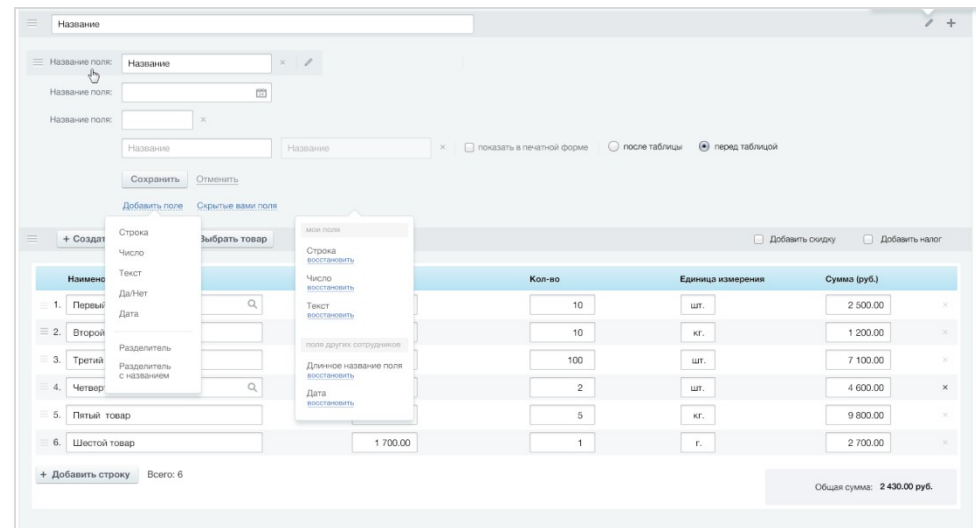 Название
Название поля: Название
Название поля:
Название поля:
Название Название показать в печатной форме после таблицы перед таблицей
Сохранить Отменить
Добавить поле Скрытые вами поля
Строка
Число
Текст
Да/Нет
Дата
Разделитель
Разделитель
с названием
мои поля
Строка
восстановить
Число
восстановить
Текст
восстановить
поля других сотрудников
Длинное название поля
восстановить
Дата
восстановить
+ Создат Выбрать товар Добавить скидку Добавить налог
Наимено Кол-во Единица измерения Сумма (руб.)
1. Первый 10 шт. 2 500.00
2. Второй 10 кг. 1 200.00
3. Третий 100 шт. 7 100.00
4. Четвер 2 шт. 4 600.00
5. Пятый товар 5 кг. 9 800.00
6. Шестой товар 1 700.00 1 г. 2 700.00
+ Добавить строку Всего: 6
Общая сумма: 2 430.00 руб.